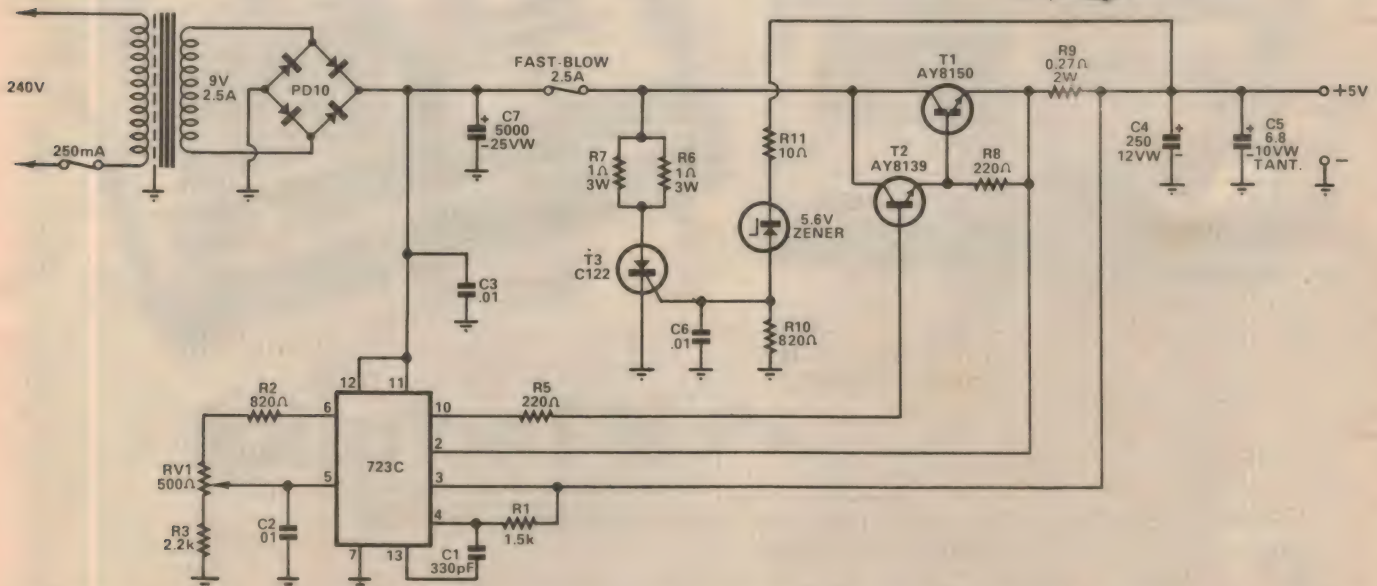 240V
250mA
9V
2.5A
PD10
C7
5000
25VW
+
−
FAST-BLOW
2.5A
R7
1Ω
3W
R6
1Ω
3W
T3
C122
C6
.01
R11
10Ω
5.6V
ZENER
R10
820Ω
T1
AY8150
T2
AY8139
R8
220Ω
R9
0.27Ω
2W
C4
250
12VW
+
−
C5
6.8
10VW
TANT.
+
−
+5V
−
C3
.01
R2
820Ω
RV1
500Ω
R3
2.2k
C2
01
12
11
6
10
2
723C
5
3
4
7
13
R5
220Ω
R1
1.5k
C1
330pF